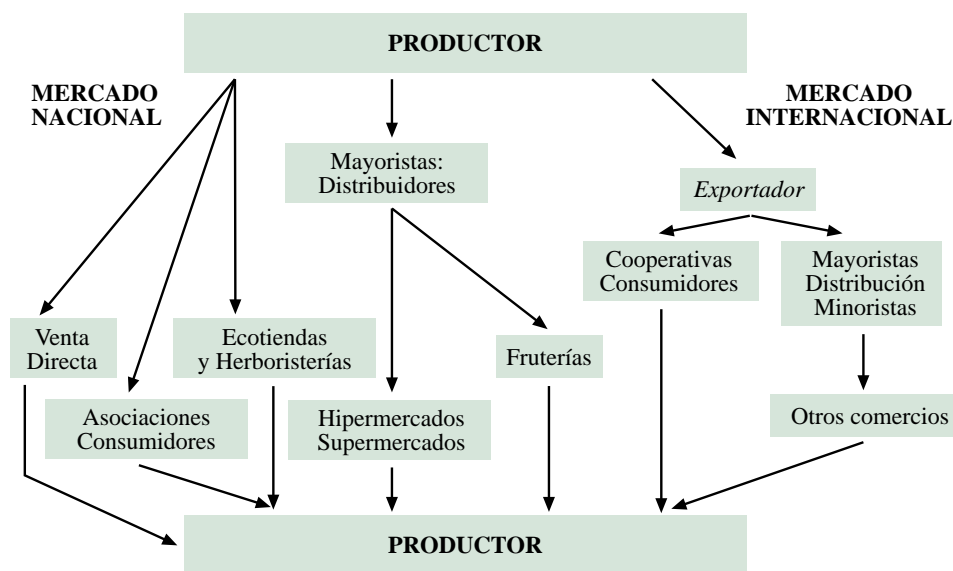 PRODUCTOR
MERCADO
NACIONAL
MERCADO
INTERNACIONAL
Mayoristas:
Distribuidores
Exportador
Cooperativas
Consumidores
Mayoristas
Distribución
Minoristas
Venta
Directa
Ecotiendas
y Herboristerías
Fruterías
Asociaciones
Consumidores
Hipermercados
Supermercados
Otros comercios
PRODUCTOR